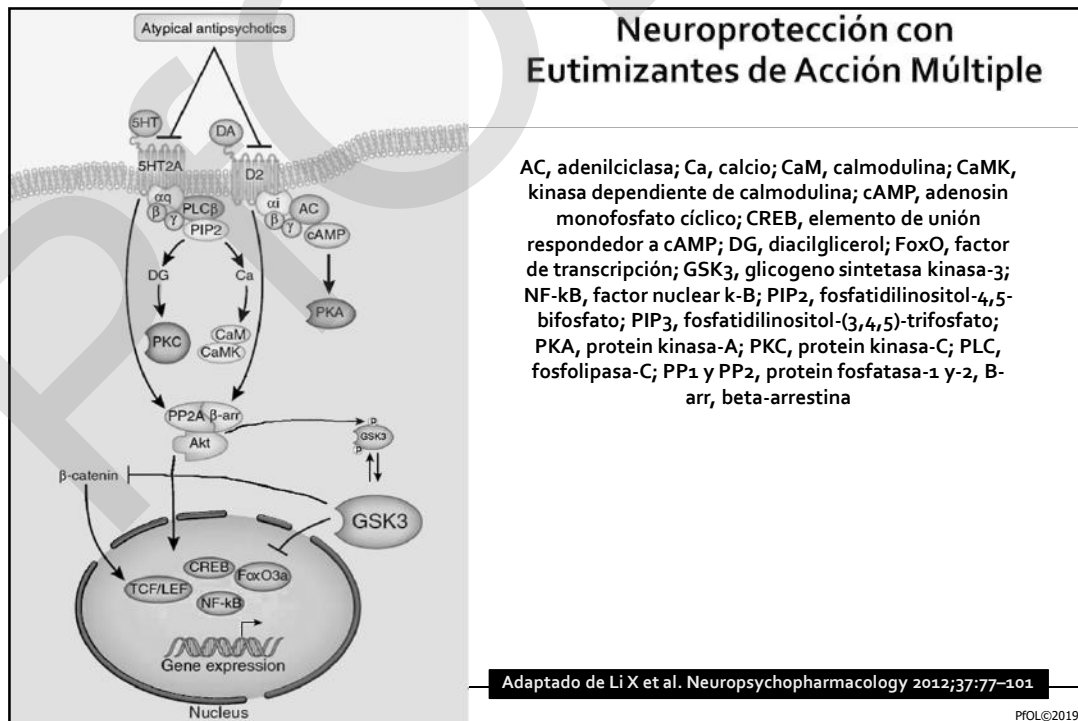 Atypical antipsychotics
5HT
DA
5HT2A
D2
αq
β
γ
PLCβ
PIP2
αi
β
γ
AC
cAMP
DG
Ca
PKC
CaM
CaMK
PKA
PP2A
β-arr
Akt
P
GSK3
P
β-catenin
GSK3
CREB
FoxO3a
TCF/LEF
NF-kB
Gene expression
Nucleus
Neuroprotección con
Eutimizantes de Acción Múltiple
AC, adenilciclasa; Ca, calcio; CaM, calmodulina; CaMK,
kinasa dependiente de calmodulina; cAMP, adenosin
monofosfato cíclico; CREB, elemento de unión
respondedor a cAMP; DG, diacilglicerol; FoxO, factor
de transcripción; GSK3, glicogeno sintetasa kinasa-3;
NF-kB, factor nuclear k-B; PIP2, fosfatidilinositol-4,5-
bifosfato; PIP3, fosfatidilinositol-(3,4,5)-trifosfato;
PKA, protein kinasa-A; PKC, protein kinasa-C; PLC,
fosfolipasa-C; PP1 y PP2, protein fosfatasa-1 y-2, B-
arr, beta-arrestina
Adaptado de Li X et al. Neuropsychopharmacology 2012;37:77–101
PfOL©2019